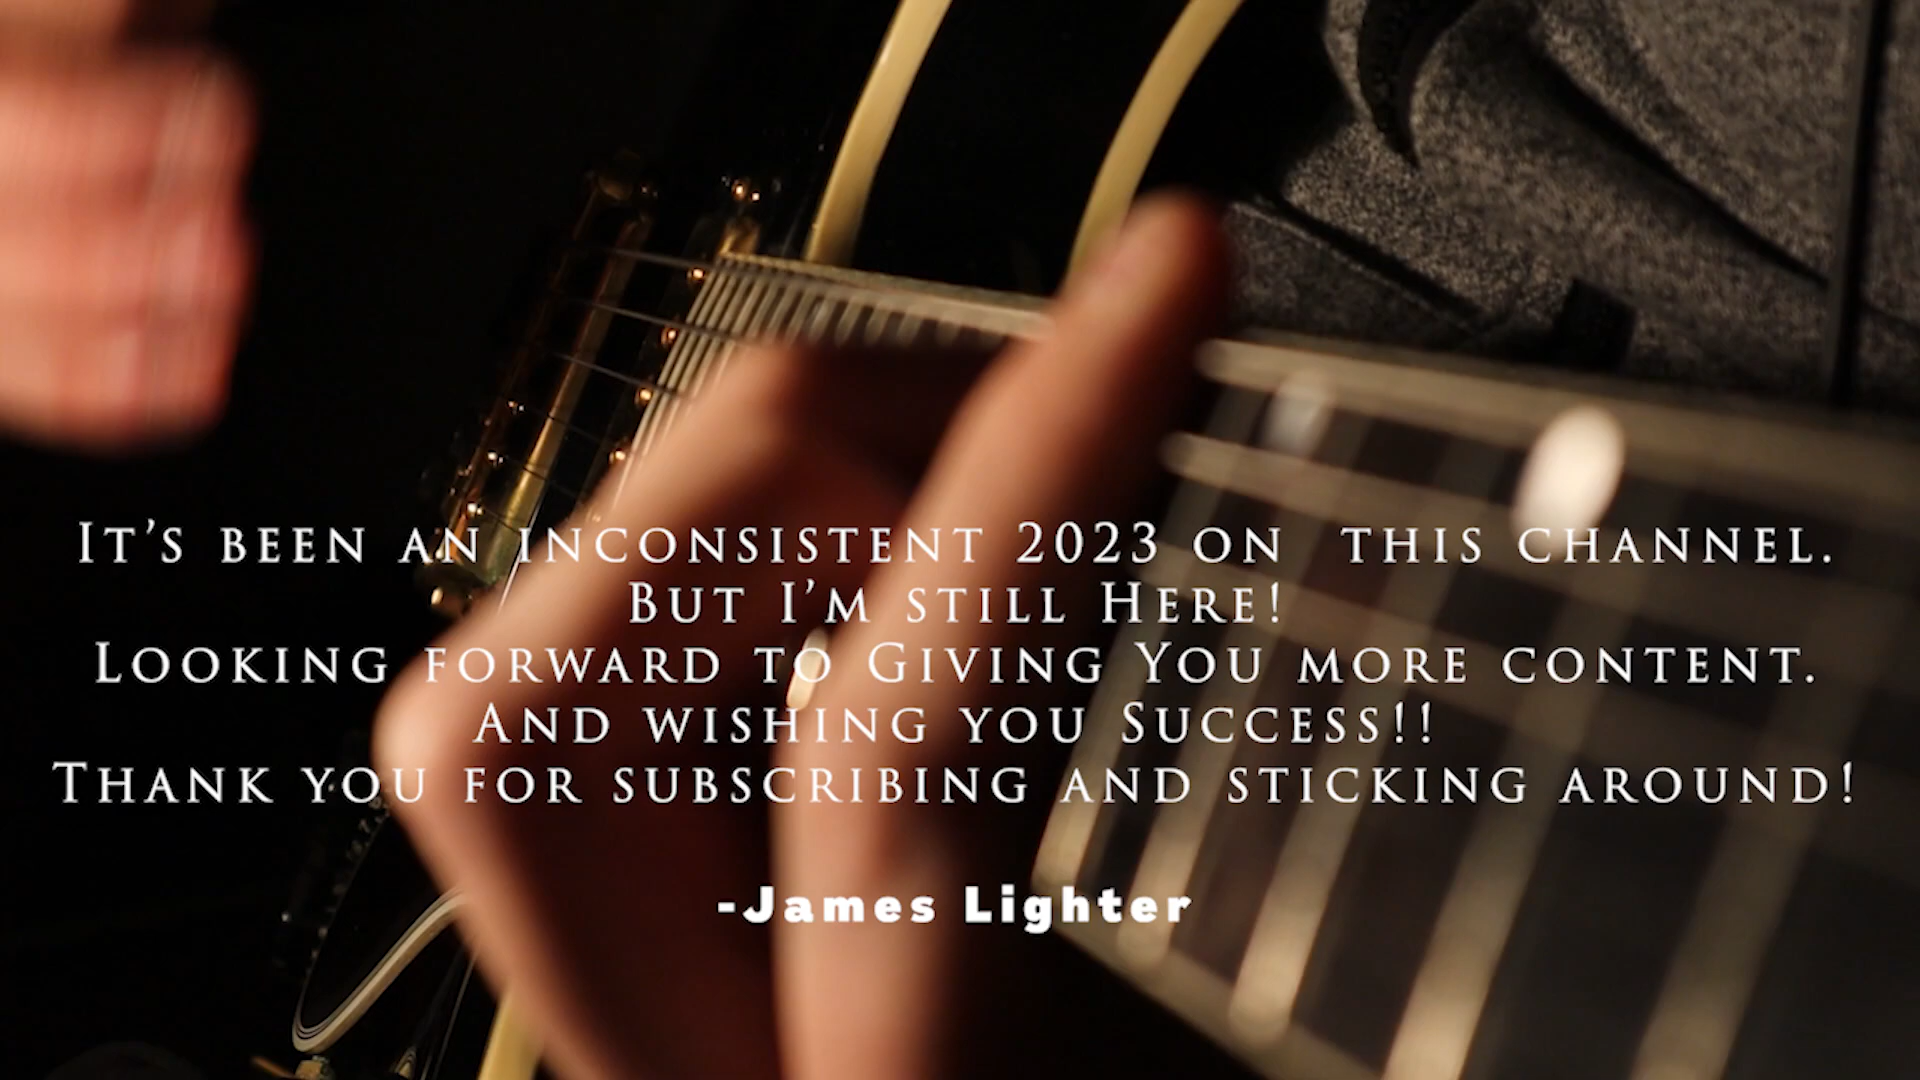 It's been an inconsistent 2023 on this channel.
But I'm still Here!
Looking forward to Giving You more content.
And wishing you Success!!
Thank you for subscribing and sticking around!
-James Lighter